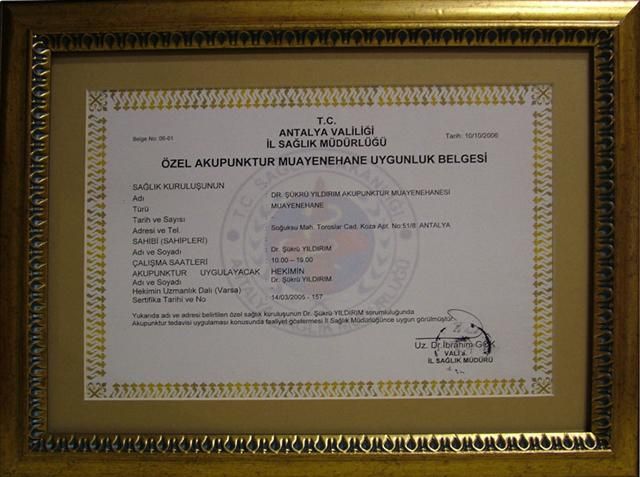 T.C.
ANTALYA VALİLİĞİ
İL SAĞLIK MÜDÜRLÜĞÜ
Belge No: 06-01
Tarih: 10/10/2006
ÖZEL AKUPUNKTUR MUAYENEHANE UYGUNLUK BELGESİ
SAĞLIK KURULUŞUNUN
Adı : DR. ŞÜKRÜ YILDIRIM AKUPUNKTUR MUAYENEHANESİ
Türü : MUAYENEHANE
Tarih ve Sayısı : -
Adresi ve Tel. : Soğuksu Mah. Toroslar Cad. Koza Apt. No:51/8 ANTALYA
SAHİBİ (SAHİPLERİ)
Adı ve Soyadı : Dr. Şükrü YILDIRIM
ÇALIŞMA SAATLERİ : 10.00 – 19.00
AKUPUNKTUR UYGULAYACAK HEKİMİN
Adı ve Soyadı : Dr. Şükrü YILDIRIM
Hekimin Uzmanlık Dalı (Varsa) :
Sertifika Tarihi ve No : 14/03/2005 - 157
Yukarıda adı ve adresi belirtilen özel sağlık kuruluşunun Dr. Şükrü YILDIRIM sorumluluğunda
Akupunktur tedavisi uygulaması konusunda faaliyet göstermesi İl Sağlık Müdürlüğünce uygun görülmüştür.
Uz. Dr. İbrahim
VALİ a.
İL SAĞLIK MÜDÜRÜ